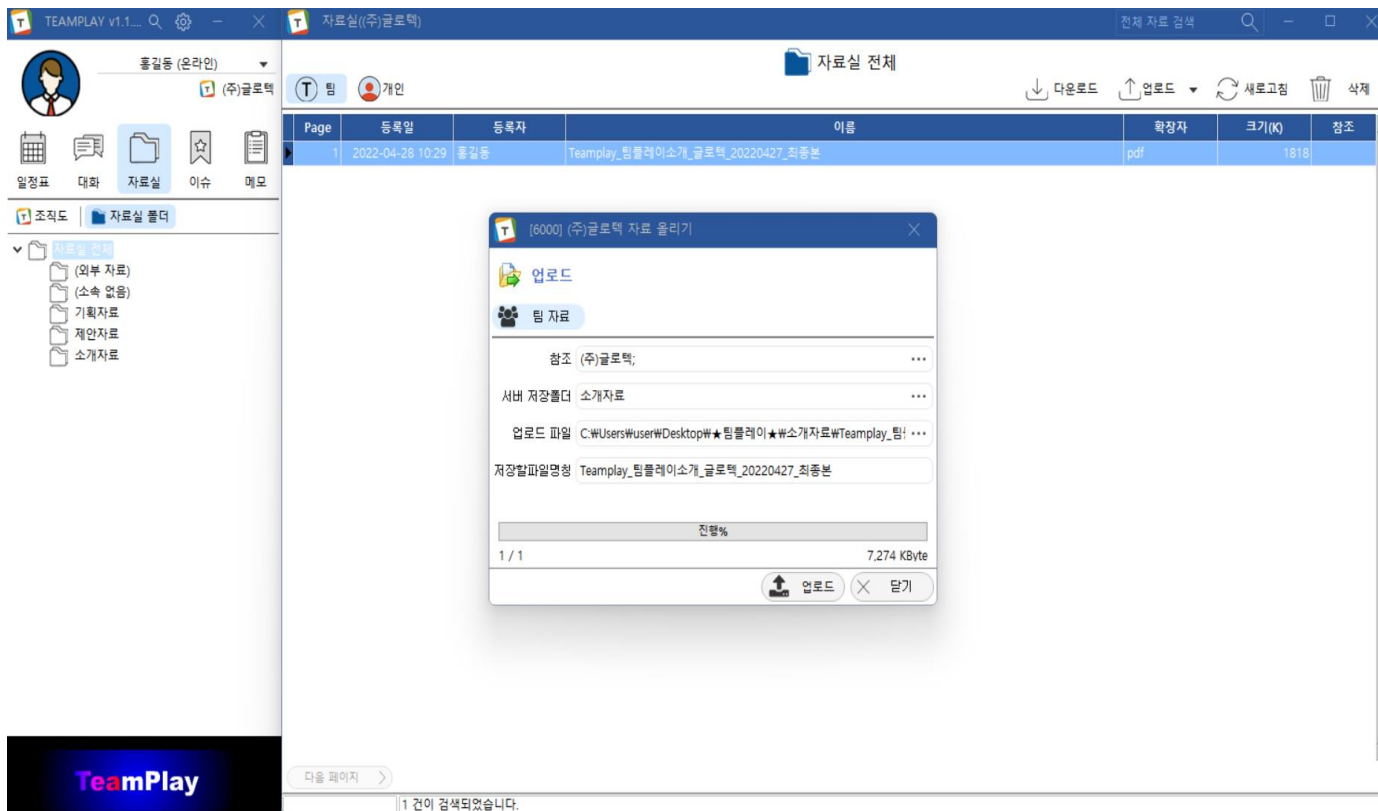 TEAMPLAY v1.1....
홍길동 (온라인)
(주)글로텍
일정표 대화 자료실 이슈 메모
조직도 자료실 폴더
자료실 전체
(외부 자료)
(소속 없음)
기획자료
제안자료
소개자료
TeamPlay
자료실((주)글로텍) 전체 자료 검색
자료실 전체
T 팀 개인 다운로드 업로드 새로고침 삭제
Page 등록일 등록자 이름 확장자 크기(K) 참조
1 2022-04-28 10:29 홍길동 Teamplay_팀플레이소개_글로텍_20220427_최종본 pdf 1818
[6000] (주)글로텍 자료 올리기
업로드
팀 자료
참조 (주)글로텍; ...
서버 저장폴더 소개자료 ...
업로드 파일 C:₩Users₩user₩Desktop₩★팀플레이★₩소개자료₩Teamplay_팀 ...
저장할파일명칭 Teamplay_팀플레이소개_글로텍_20220427_최종본
진행%
1 / 1 7,274 KByte
업로드 닫기
다음 페이지
1 건이 검색되었습니다.